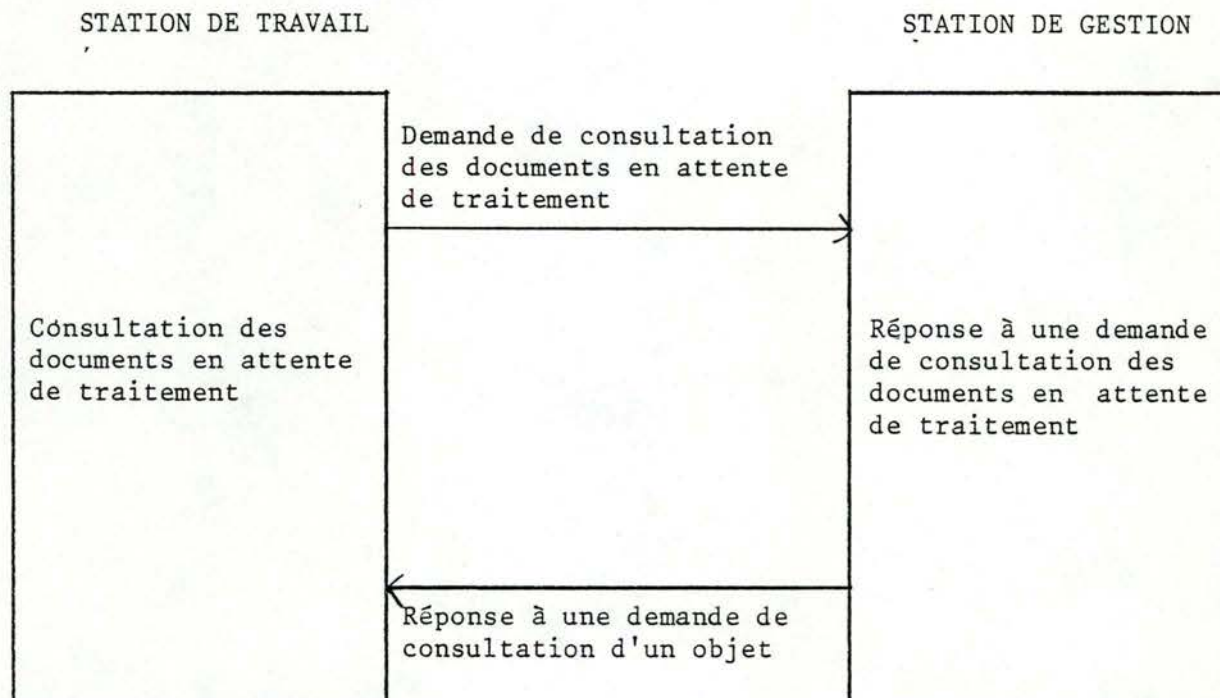 STATION DE TRAVAIL
STATION DE GESTION
Demande de consultation
des documents en attente
de traitement
Consultation des
documents en attente
de traitement
Réponse à une demande
de consultation des
documents en attente
de traitement
Réponse à une demande de
consultation d'un objet